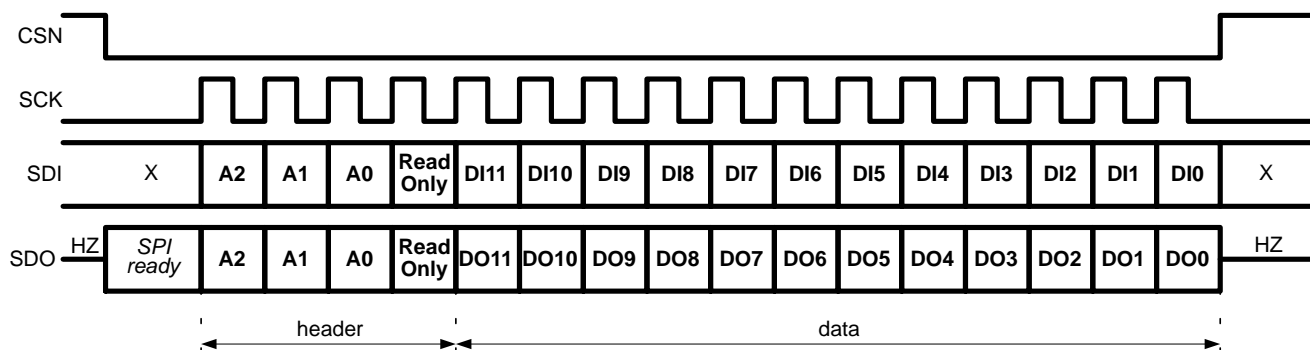 CSN
SCK
SDI X A2 A1 A0 Read Only DI11 DI10 DI9 DI8 DI7 DI6 DI5 DI4 DI3 DI2 DI1 DI0 X
SDO HZ SPI ready A2 A1 A0 Read Only DO11 DO10 DO9 DO8 DO7 DO6 DO5 DO4 DO3 DO2 DO1 DO0 HZ
header data